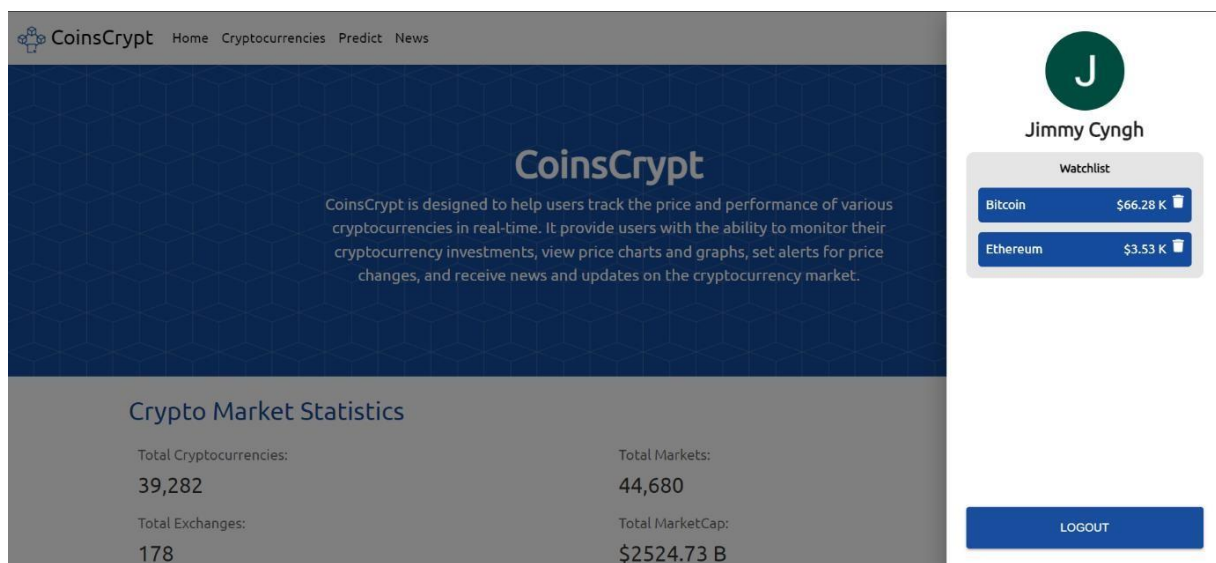 CoinsCrypt Home Cryptocurrencies Predict News
CoinsCrypt
CoinsCrypt is designed to help users track the price and performance of various
cryptocurrencies in real-time. It provide users with the ability to monitor their
cryptocurrency investments, view price charts and graphs, set alerts for price
changes, and receive news and updates on the cryptocurrency market.
Crypto Market Statistics
Total Cryptocurrencies:
39,282
Total Markets:
44,680
Total Exchanges:
178
Total MarketCap:
$2524.73 B
J
Jimmy Cyngh
Watchlist
Bitcoin $66.28 K
Ethereum $3.53 K
LOGOUT